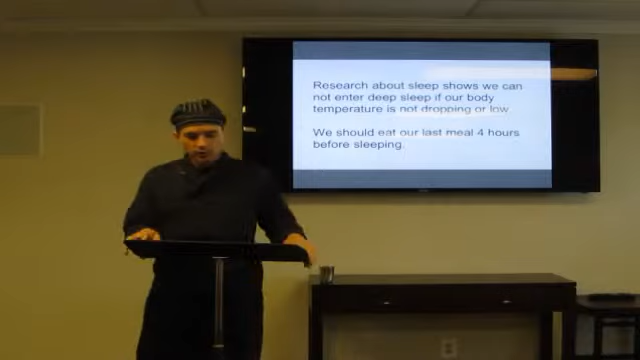 Research about sleep shows we can
not enter deep sleep if our body
temperature is not dropping or low
We should eat our last meal 4 hours
before sleeping.